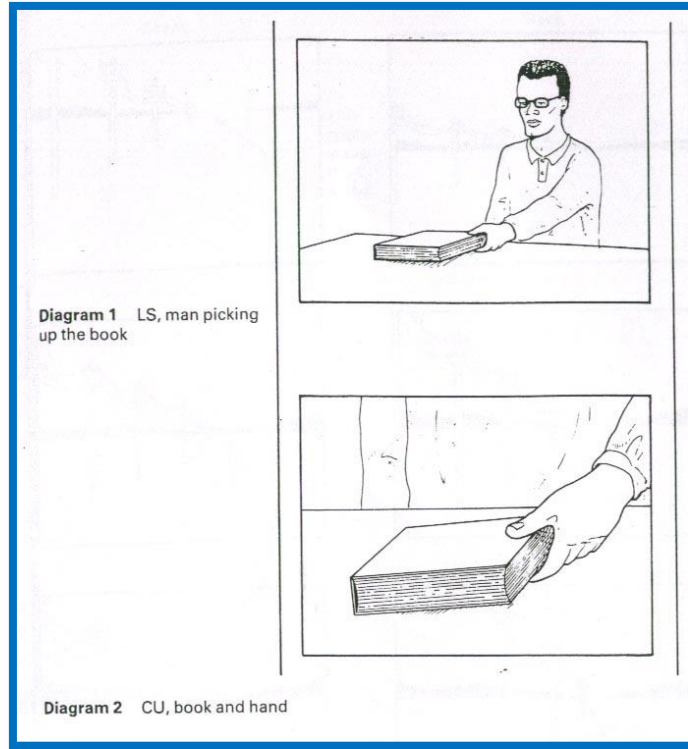 Diagram 1 LS, man picking
up the book
Diagram 2 CU, book and hand